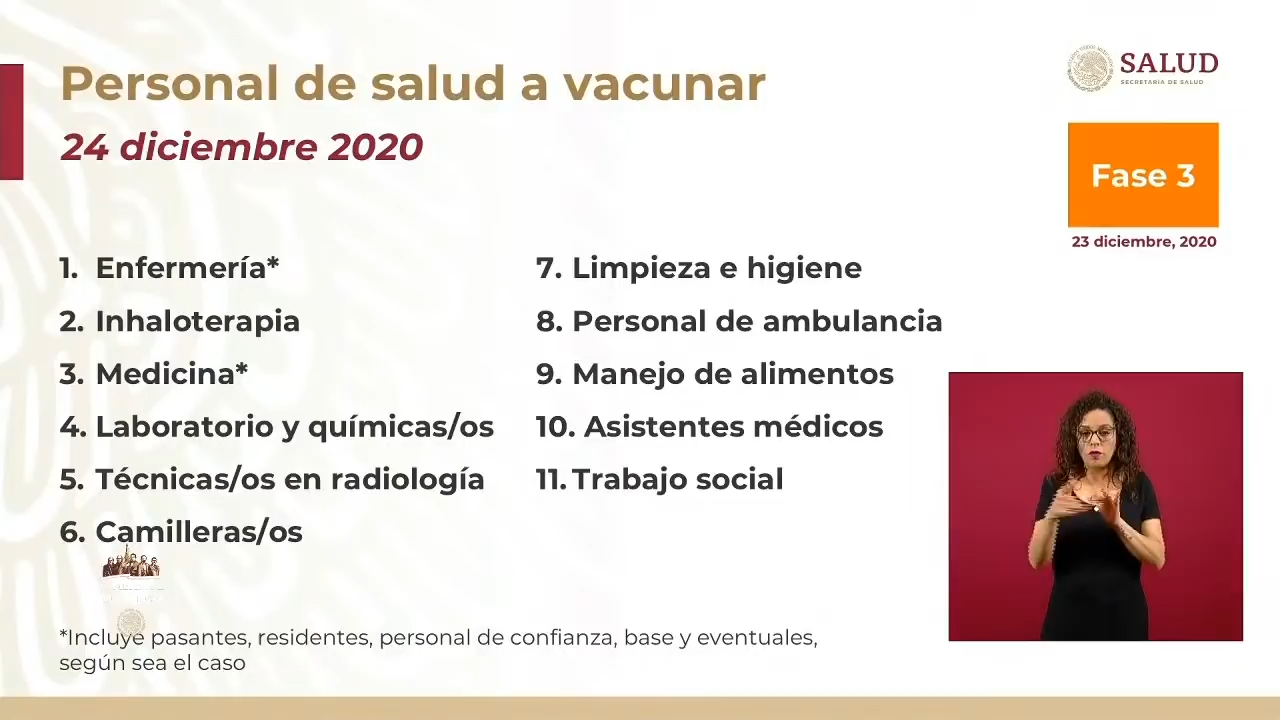 Personal de salud a vacunar
24 diciembre 2020
SALUD
SECRETARÍA DE SALUD
Fase 3
23 diciembre, 2020
1. Enfermería*
2. Inhaloterapia
3. Medicina*
4. Laboratorio y químicas/os
5. Técnicas/os en radiología
6. Camilleras/os
7. Limpieza e higiene
8. Personal de ambulancia
9. Manejo de alimentos
10. Asistentes médicos
11. Trabajo social
*Incluye pasantes, residentes, personal de confianza, base y eventuales,
según sea el caso